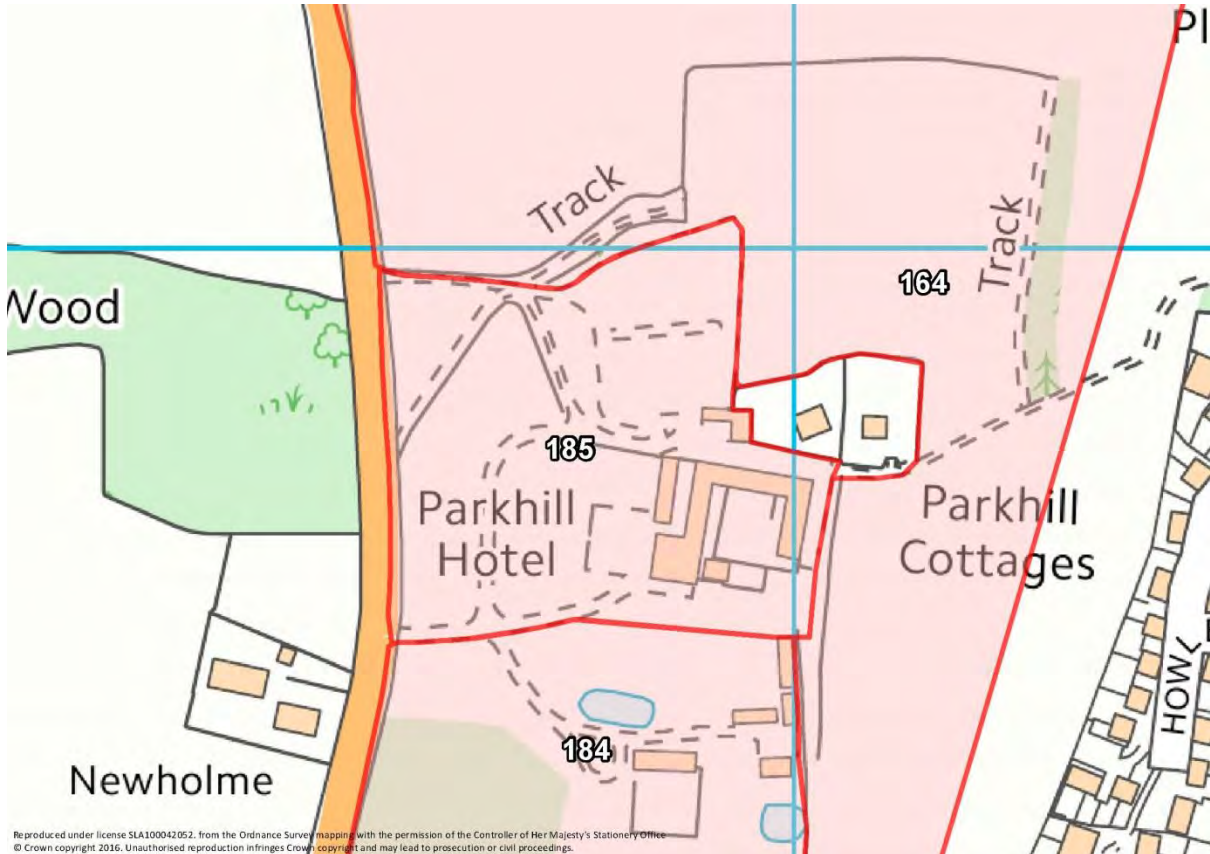 Pl
Track
Track
164
Wood
185
Parkhill
Hotel
Parkhill
Cottages
HOWL
184
Newholme
Reproduced under license SLA100042052. from the Ordnance Survey mapping with the permission of the Controller of Her Majesty's Stationery Office
© Crown copyright 2016. Unauthorised reproduction infringes Crown copyright and may lead to prosecution or civil proceedings.